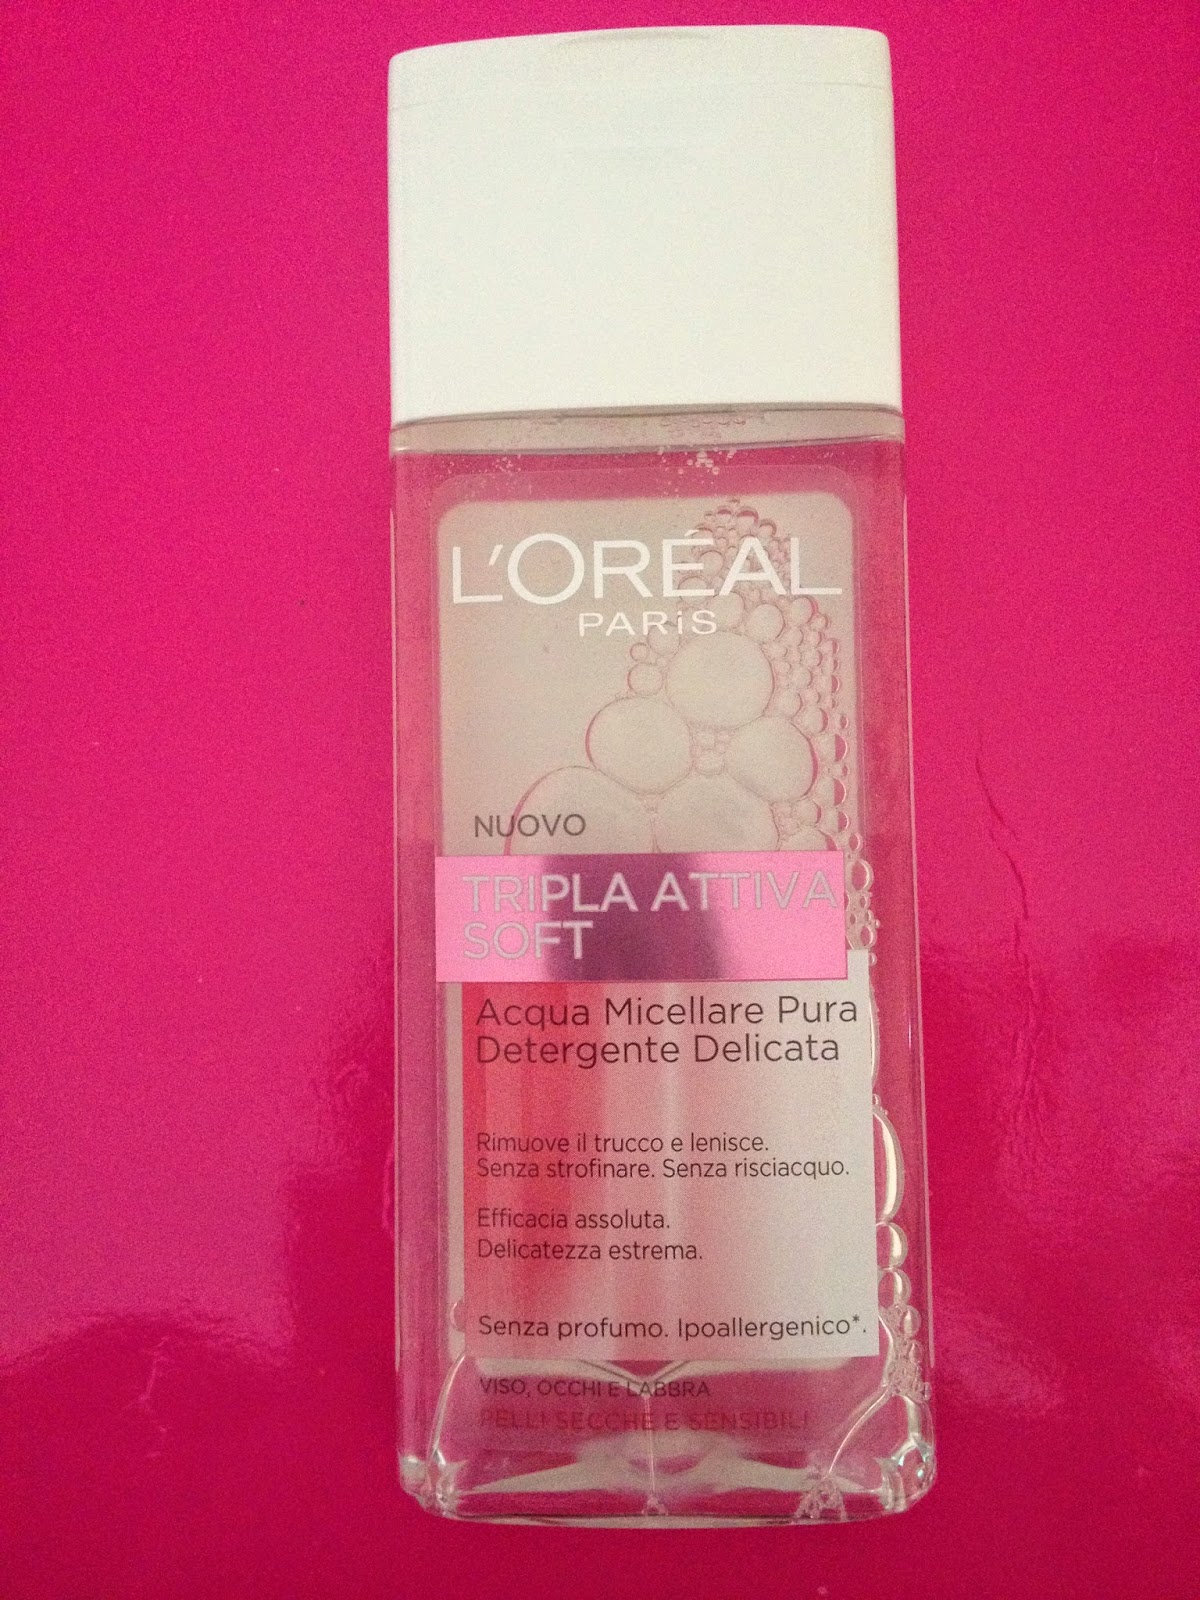 L'ORÉAL
PARiS
NUOVO
TRIPLA ATTIVA
SOFT
Acqua Micellare Pura
Detergente Delicata
Rimuove il trucco e lenisce.
Senza strofinare. Senza risciacquo.
Efficacia assoluta.
Delicatezza estrema.
Senza profumo. Ipoallergenico*.
VISO, OCCHI E LABBRA
PELLI SECCHE E SENSIBILI